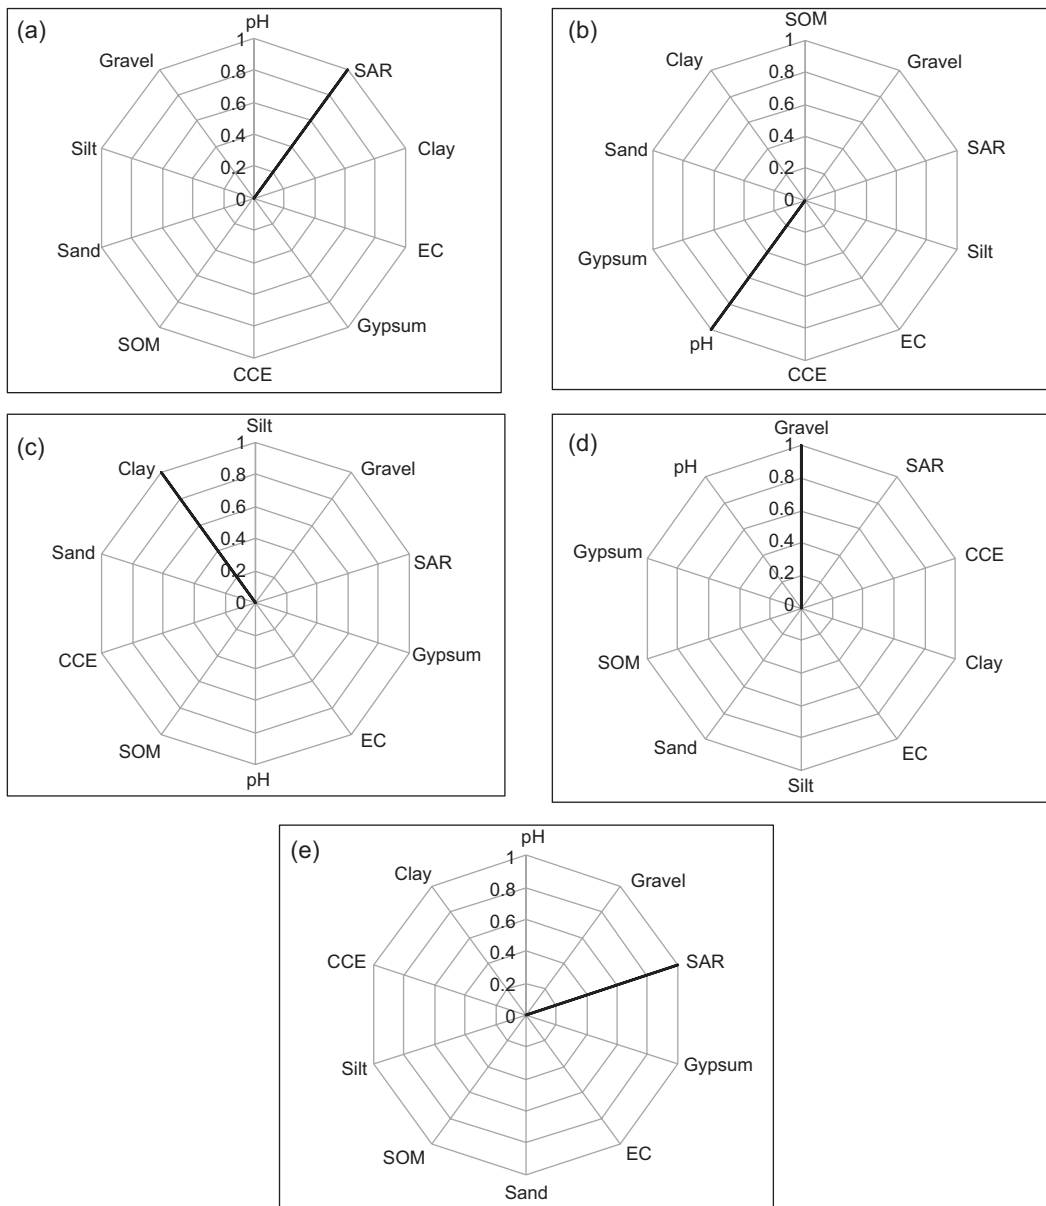 (a)
pH
1
Gravel
SAR
0.8
0.6
Silt
Clay
0.4
0.2
0
Sand
EC
Gypsum
SOM
CCE
(b)
SOM
1
Clay
Gravel
0.8
0.6
Sand
SAR
0.4
0.2
0
Gypsum
Silt
pH
EC
CCE
(c)
Silt
1
Clay
Gravel
0.8
0.6
Sand
SAR
0.4
0.2
0
CCE
Gypsum
SOM
EC
pH
(d)
Gravel
1
pH
SAR
0.8
0.6
Gypsum
CCE
0.4
0.2
0
SOM
Clay
Sand
EC
Silt
(e)
pH
1
Clay
Gravel
0.8
0.6
CCE
SAR
0.4
0.2
0
Silt
Gypsum
SOM
EC
Sand